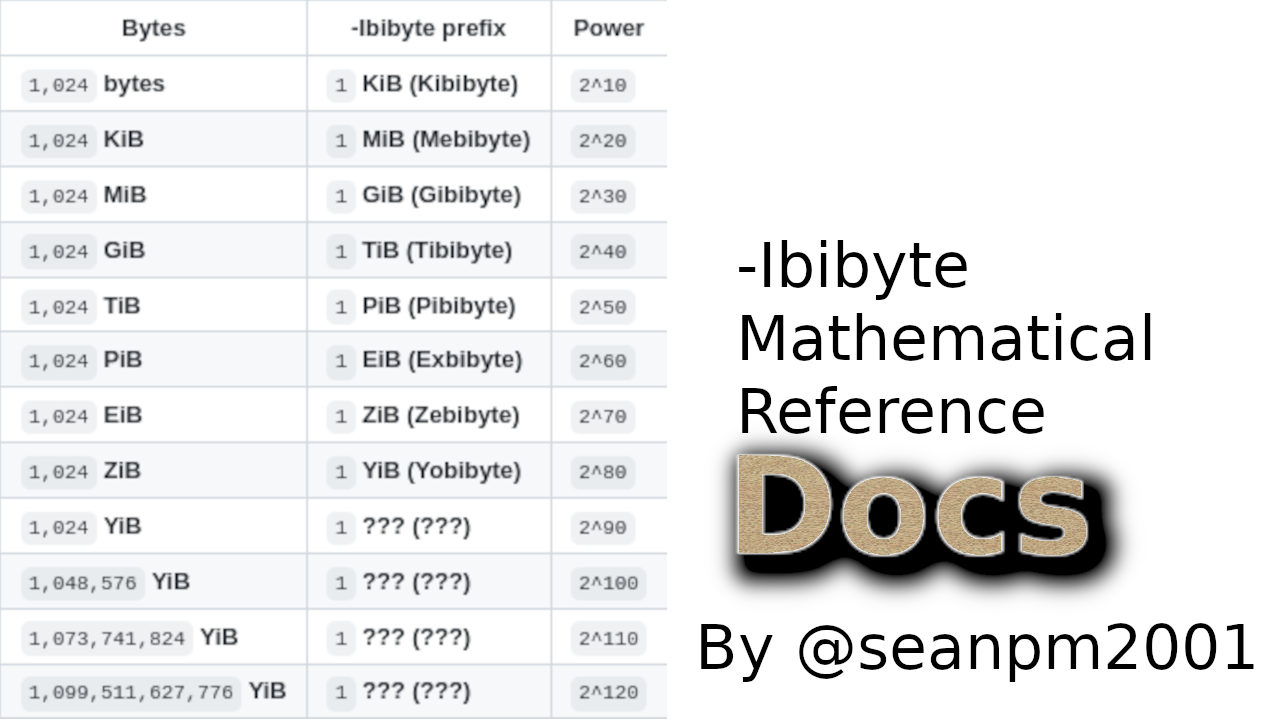 Bytes -Ibibyte prefix Power
1,024 bytes 1 KiB (Kibibyte) 2^10
1,024 KiB 1 MiB (Mebibyte) 2^20
1,024 MiB 1 GiB (Gibibyte) 2^30
1,024 GiB 1 TiB (Tibibyte) 2^40
1,024 TiB 1 PiB (Pibibyte) 2^50
1,024 PiB 1 EiB (Exbibyte) 2^60
1,024 EiB 1 ZiB (Zebibyte) 2^70
1,024 ZiB 1 YiB (Yobibyte) 2^80
1,024 YiB 1 ??? (???) 2^90
1,048,576 YiB 1 ??? (???) 2^100
1,073,741,824 YiB 1 ??? (???) 2^110
1,099,511,627,776 YiB 1 ??? (???) 2^120
-Ibibyte
Mathematical
Reference
Docs
By @seanpm2001